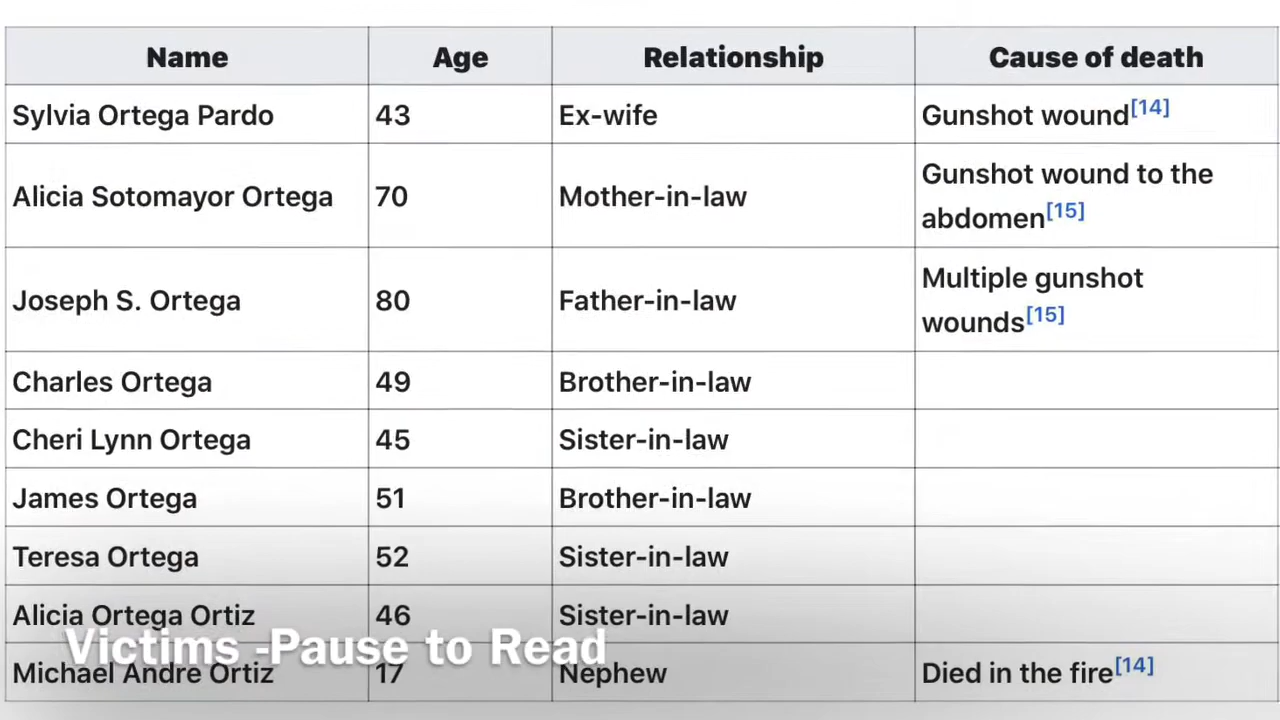 Name Age Relationship Cause of death
Sylvia Ortega Pardo 43 Ex-wife Gunshot wound[14]
Alicia Sotomayor Ortega 70 Mother-in-law Gunshot wound to the
abdomen[15]
Joseph S. Ortega 80 Father-in-law Multiple gunshot
wounds[15]
Charles Ortega 49 Brother-in-law
Cheri Lynn Ortega 45 Sister-in-law
James Ortega 51 Brother-in-law
Teresa Ortega 52 Sister-in-law
Alicia Ortega Ortiz 46 Sister-in-law
Victims -Pause to Read
Michael Andre Ortiz 17 Nephew Died in the fire[14]